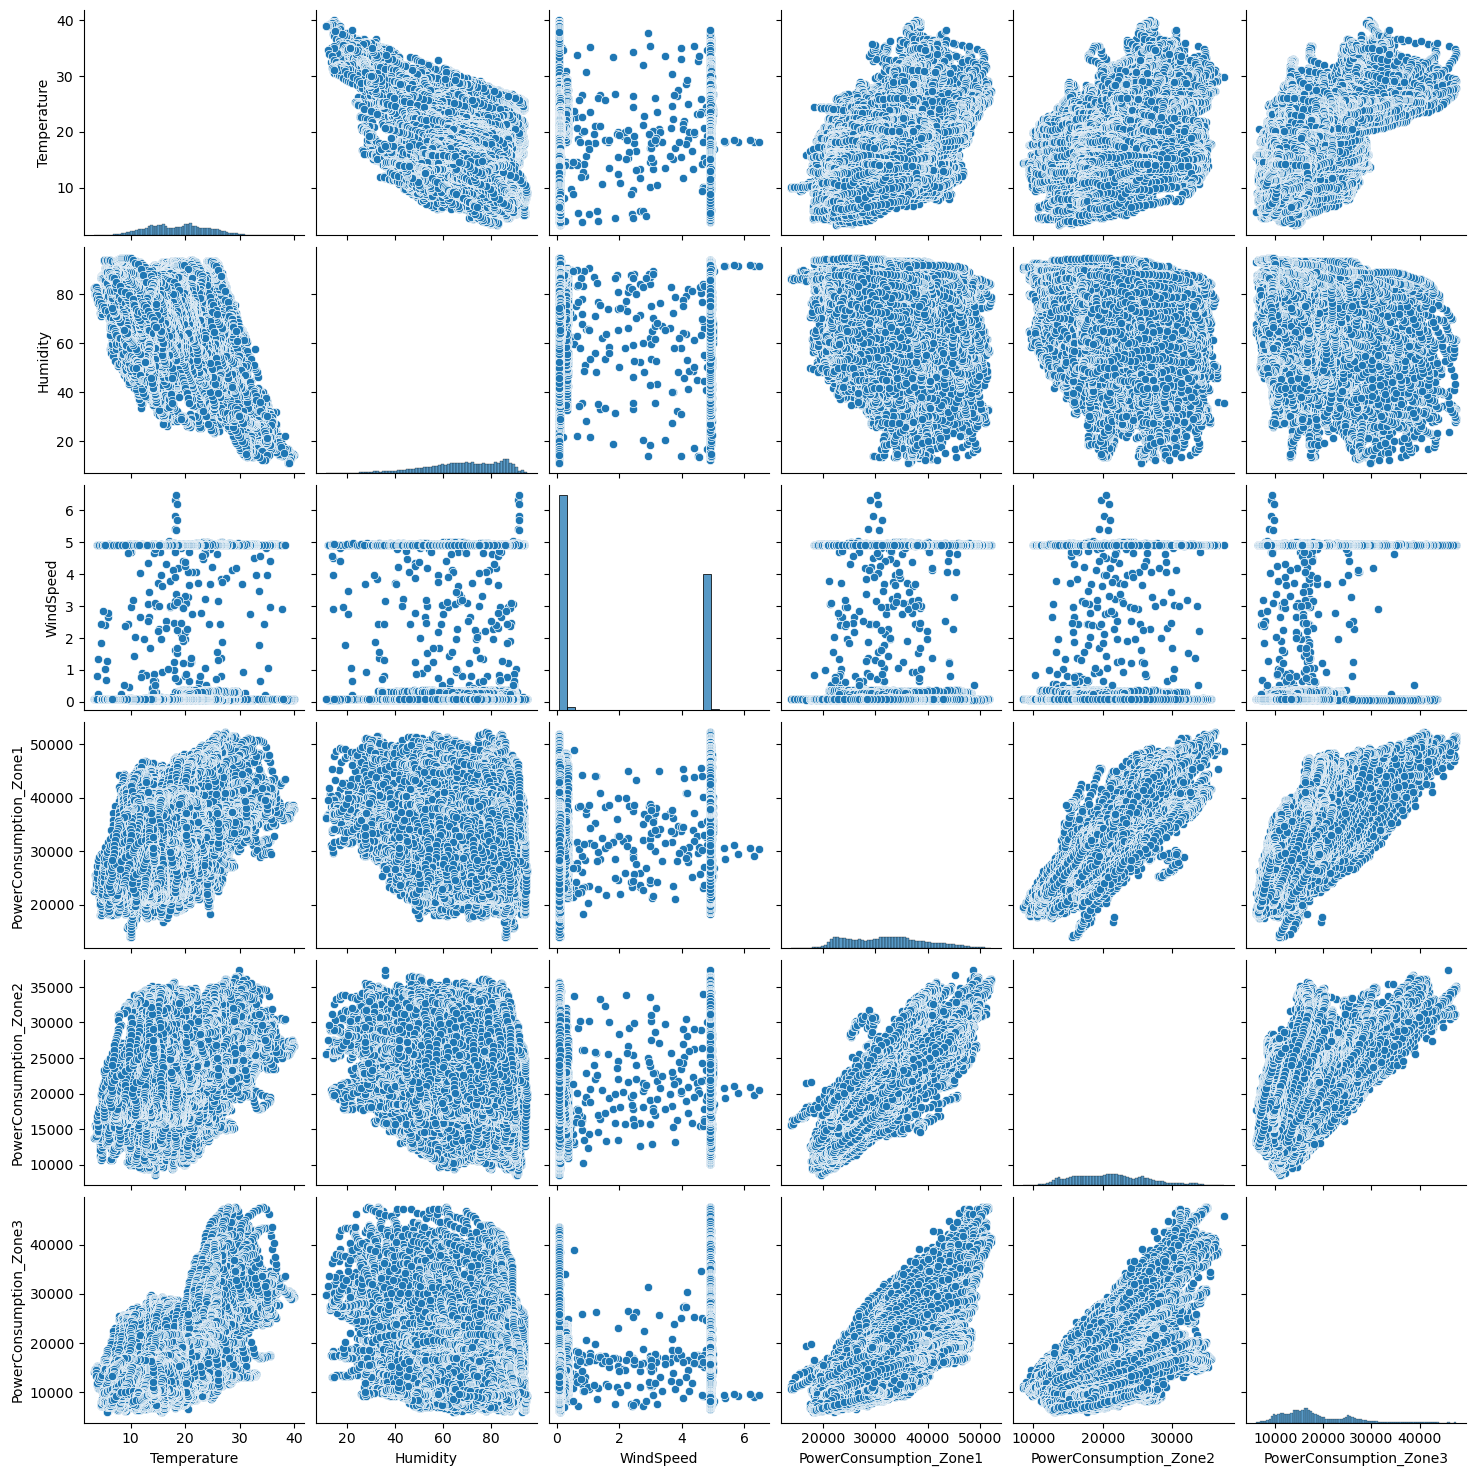 40
30
20
10
Temperature
80
60
40
20
Humidity
6
5
4
3
2
1
0
WindSpeed
50000
40000
30000
20000
PowerConsumption_Zone1
35000
30000
25000
20000
15000
10000
PowerConsumption_Zone2
40000
30000
20000
10000
PowerConsumption_Zone3
10 20 30 40
Temperature
20 40 60 80
Humidity
0 2 4 6
WindSpeed
20000 30000 40000 50000
PowerConsumption_Zone1
10000 20000 30000
PowerConsumption_Zone2
10000 20000 30000 40000
PowerConsumption_Zone3